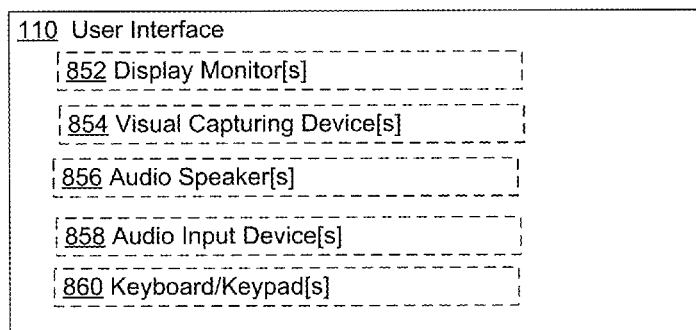 110 User Interface
852 Display Monitor[s]
854 Visual Capturing Device[s]
856 Audio Speaker[s]
858 Audio Input Device[s]
860 Keyboard/Keypad[s]